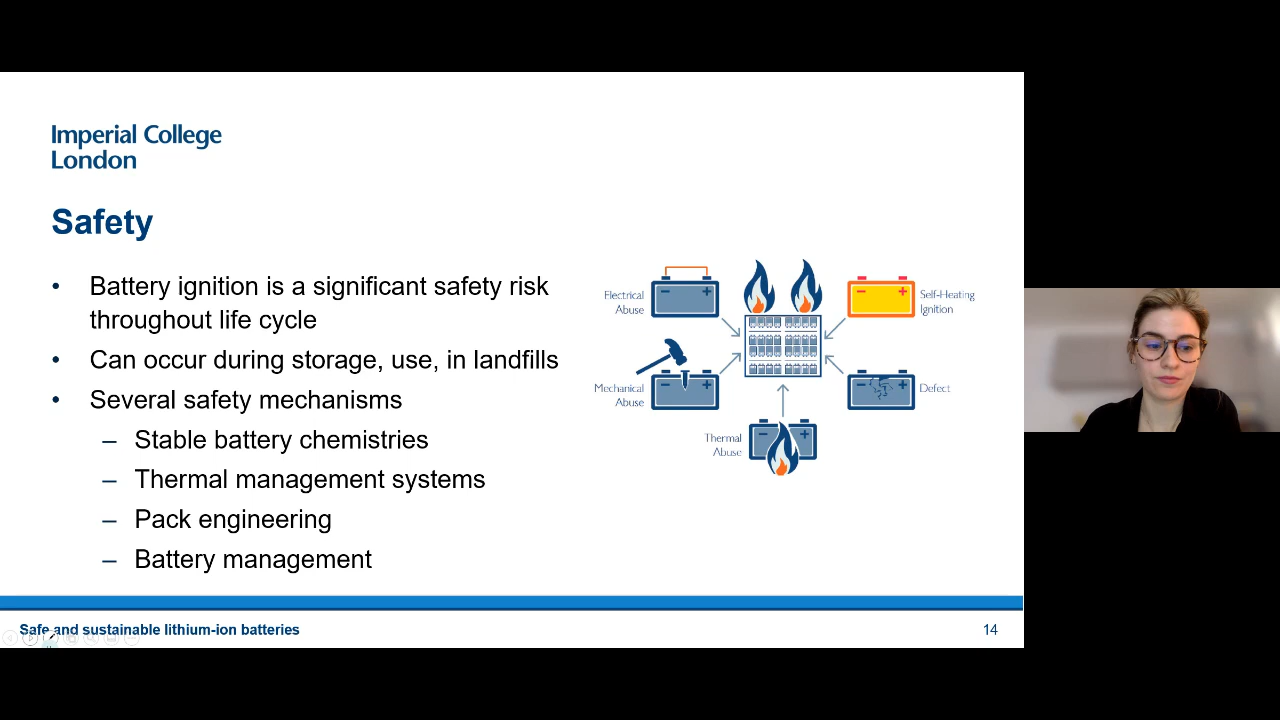 Imperial College
London
Safety
• Battery ignition is a significant safety risk
throughout life cycle
• Can occur during storage, use, in landfills
• Several safety mechanisms
– Stable battery chemistries
– Thermal management systems
– Pack engineering
– Battery management
Electrical
Abuse
Self-Heating
Ignition
Mechanical
Abuse
Defect
Thermal
Abuse
Safe and sustainable lithium-ion batteries
14